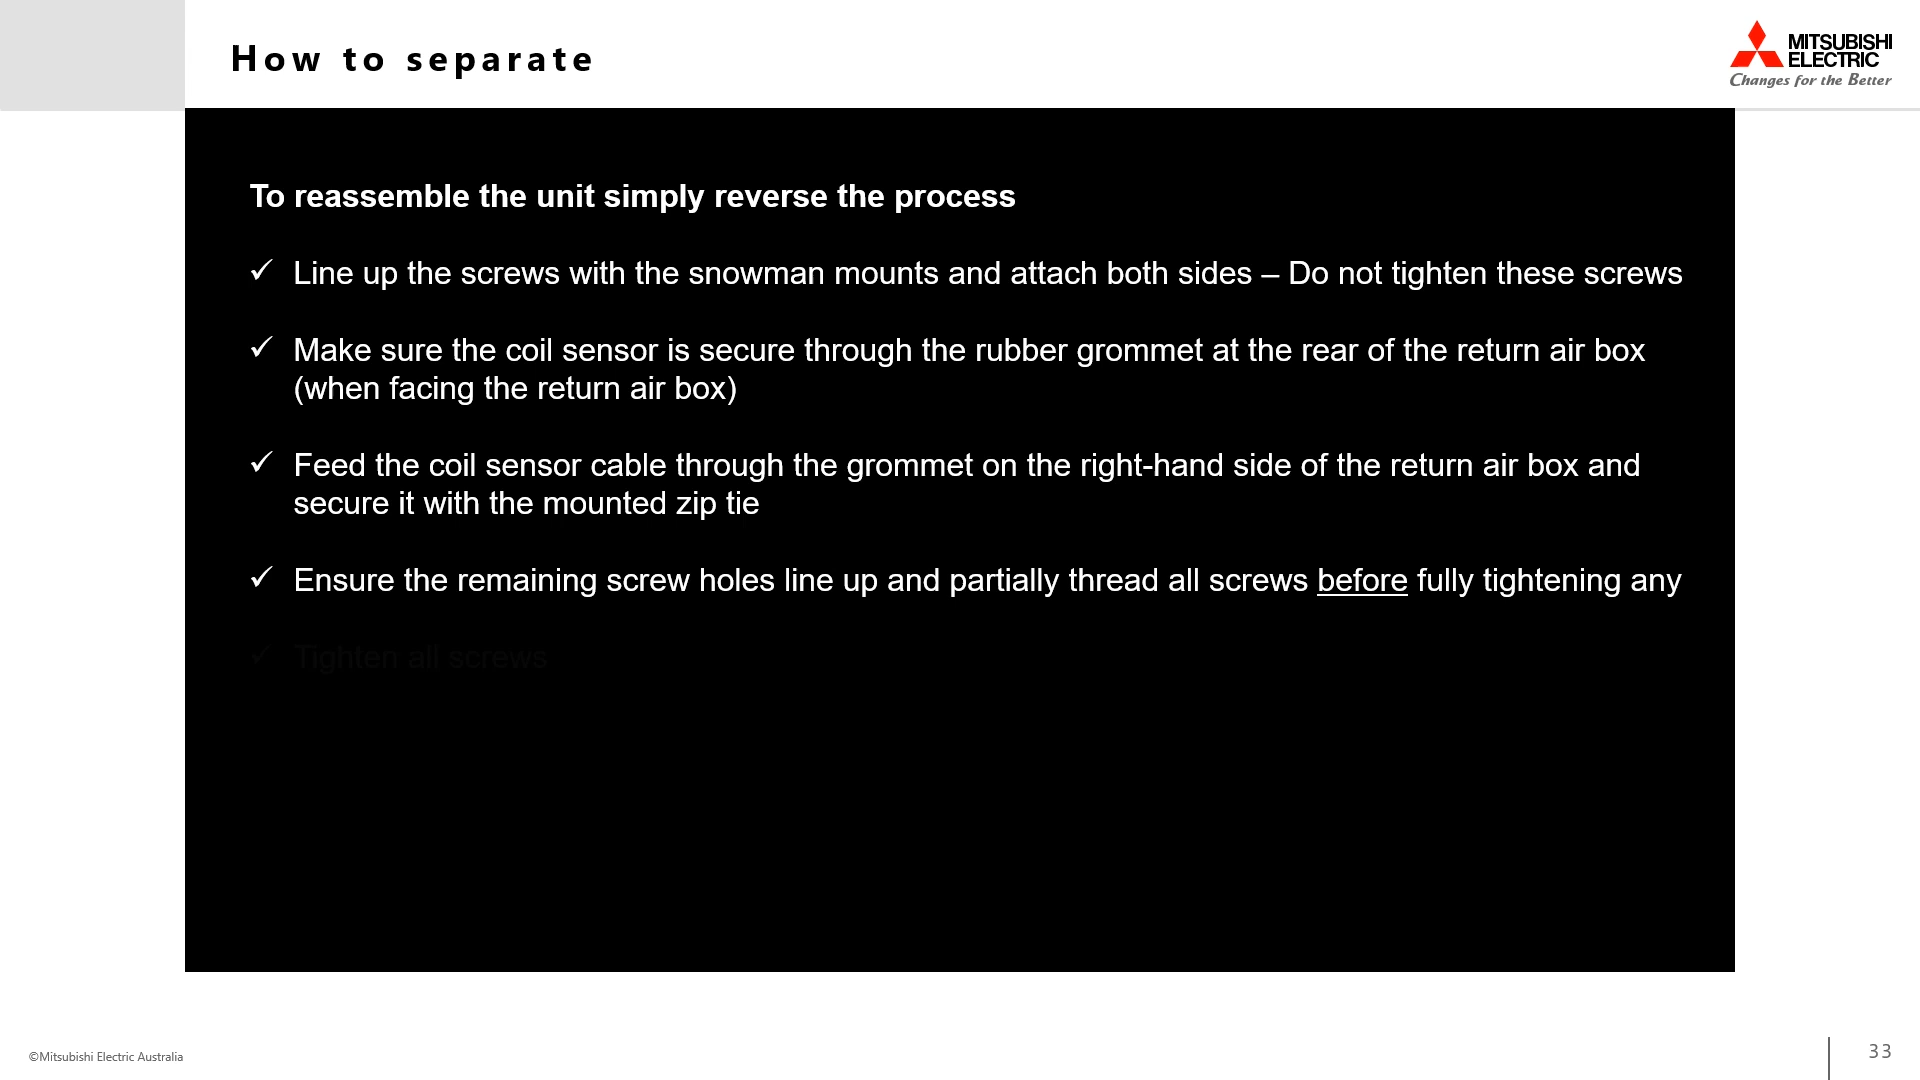 How to separate
MITSUBISHI
ELECTRIC
Changes for the Better
To reassemble the unit simply reverse the process
✓ Line up the screws with the snowman mounts and attach both sides – Do not tighten these screws
✓ Make sure the coil sensor is secure through the rubber grommet at the rear of the return air box
(when facing the return air box)
✓ Feed the coil sensor cable through the grommet on the right-hand side of the return air box and
secure it with the mounted zip tie
✓ Ensure the remaining screw holes line up and partially thread all screws before fully tightening any
✓ Tighten all screws
©Mitsubishi Electric Australia
33